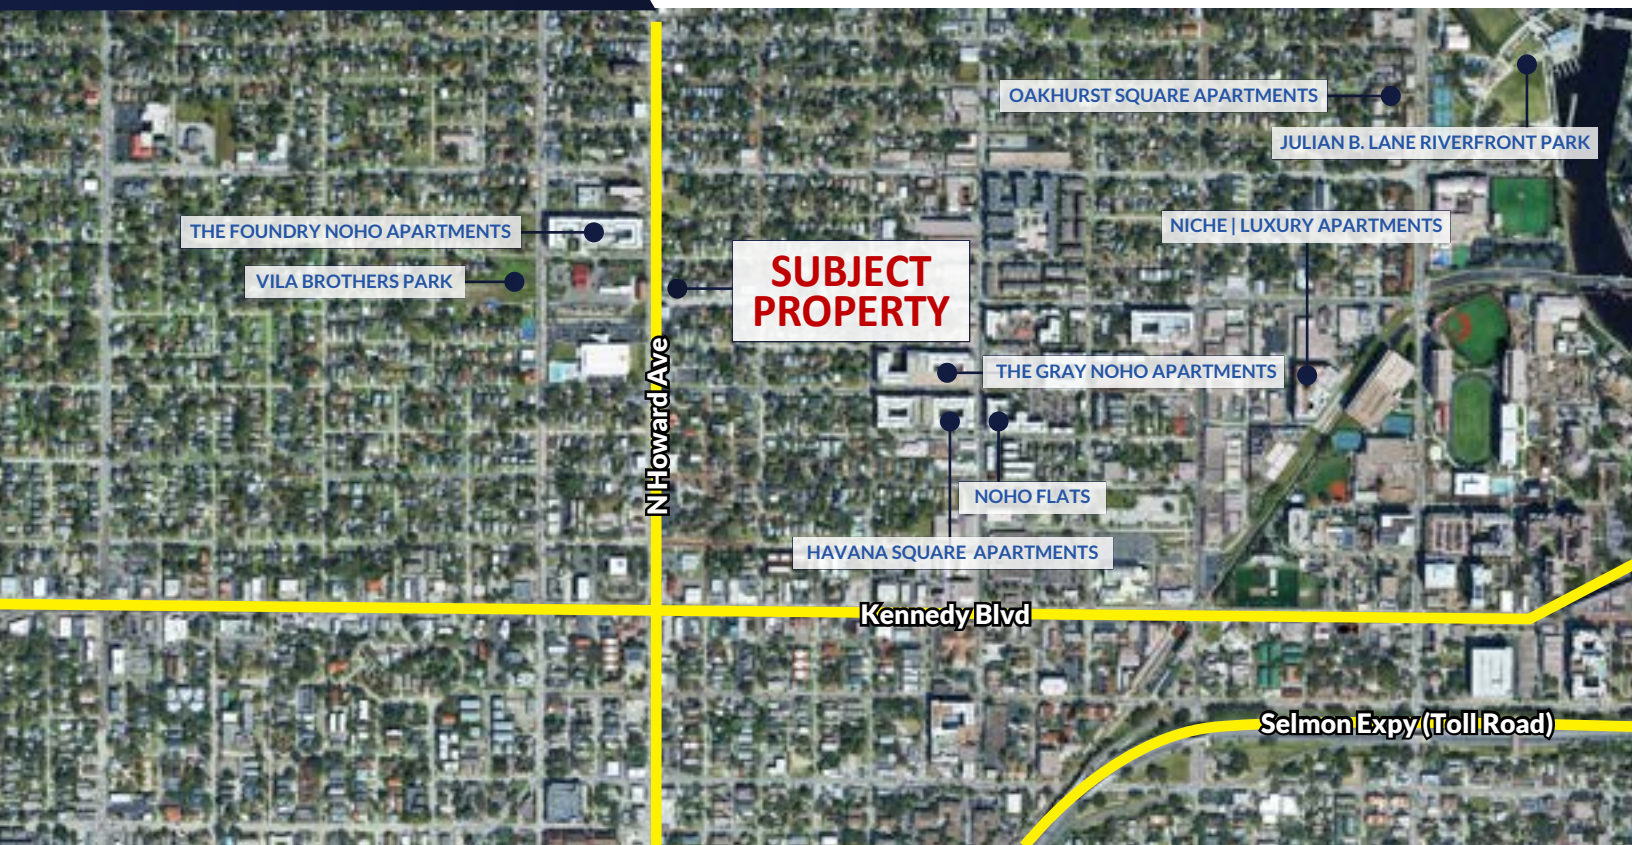 OAKHURST SQUARE APARTMENTS
JULIAN B. LANE RIVERFRONT PARK
THE FOUNDRY NOHO APARTMENTS
NICHE | LUXURY APARTMENTS
VILA BROTHERS PARK
SUBJECT
PROPERTY
THE GRAY NOHO APARTMENTS
N Howard Ave
NOHO FLATS
HAVANA SQUARE APARTMENTS
Kennedy Blvd
Selmon Expy (Toll Road)